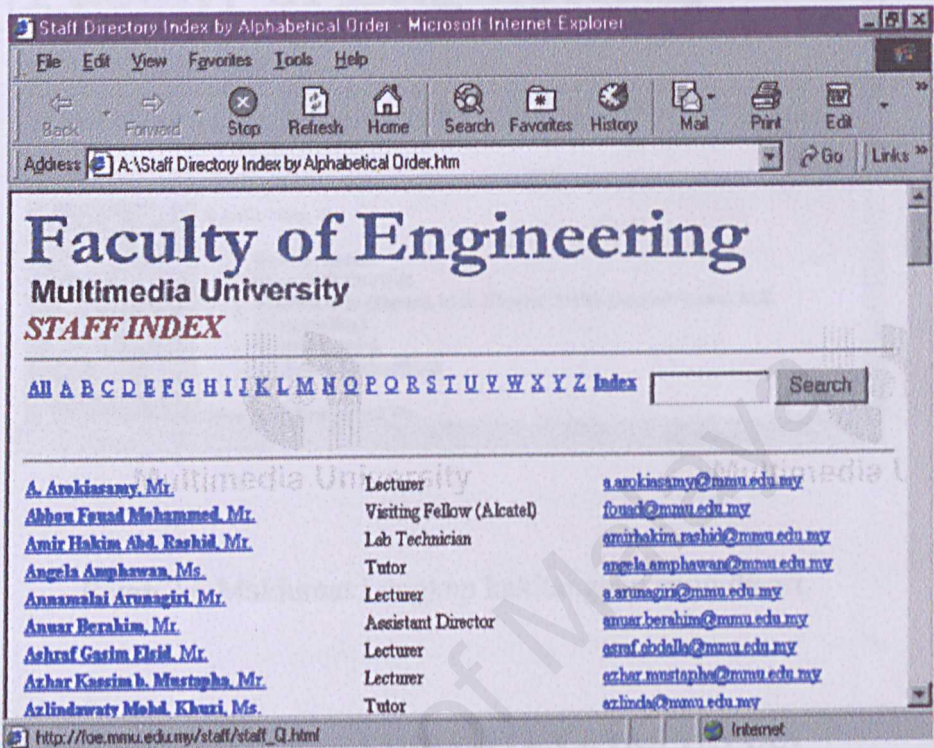 Staff Directory Index by Alphabetical Order - Microsoft Internet Explorer
File Edit View Favorites Tools Help
Back Forward Stop Refresh Home Search Favorites History Mail Print Edit
Address A:\Staff Directory Index by Alphabetical Order.htm Go Links
Faculty of Engineering
Multimedia University
STAFF INDEX
All A B C D E F G H I J K L M N O P Q R S T U V W X Y Z Index Search
A. Arokiasamy, Mr. Lecturer a.arokiasamy@mmu.edu.my
Abbou Fouad Mohammed, Mr. Visiting Fellow (Alcatel) fouad@mmu.edu.my
Amir Hakim Abd. Rashid, Mr. Lab Technician amirhakim.rashid@mmu.edu.my
Angela Amphawan, Ms. Tutor angela.amphawan@mmu.edu.my
Annamalai Arunagiri, Mr. Lecturer a.arunagiri@mmu.edu.my
Anuar Berahim, Mr. Assistant Director anuar.berahim@mmu.edu.my
Ashraf Gasim Elsid, Mr. Lecturer asraf.abdalla@mmu.edu.my
Azhar Kassim b. Mustapha, Mr. Lecturer azhar.mustapha@mmu.edu.my
Azlindawaty Mohd. Khuzi, Ms. Tutor azlinda@mmu.edu.my
http://foe.mmu.edu.my/staff/staff_Q.html Internet
of Malaya